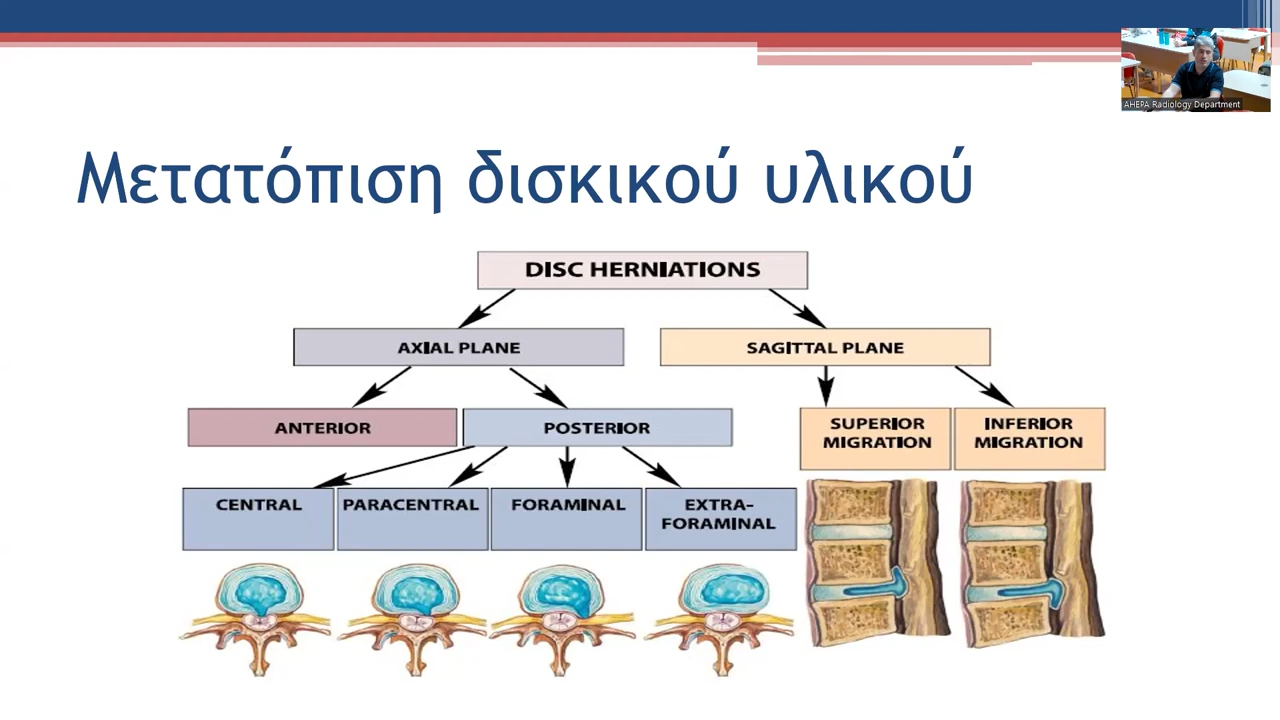 AHEPA Radiology Department
Μετατόπιση δισκικού υλικού
DISC HERNIATIONS
AXIAL PLANE
SAGITTAL PLANE
ANTERIOR
POSTERIOR
SUPERIOR
MIGRATION
INFERIOR
MIGRATION
CENTRAL
PARACENTRAL
FORAMINAL
EXTRA-
FORAMINAL